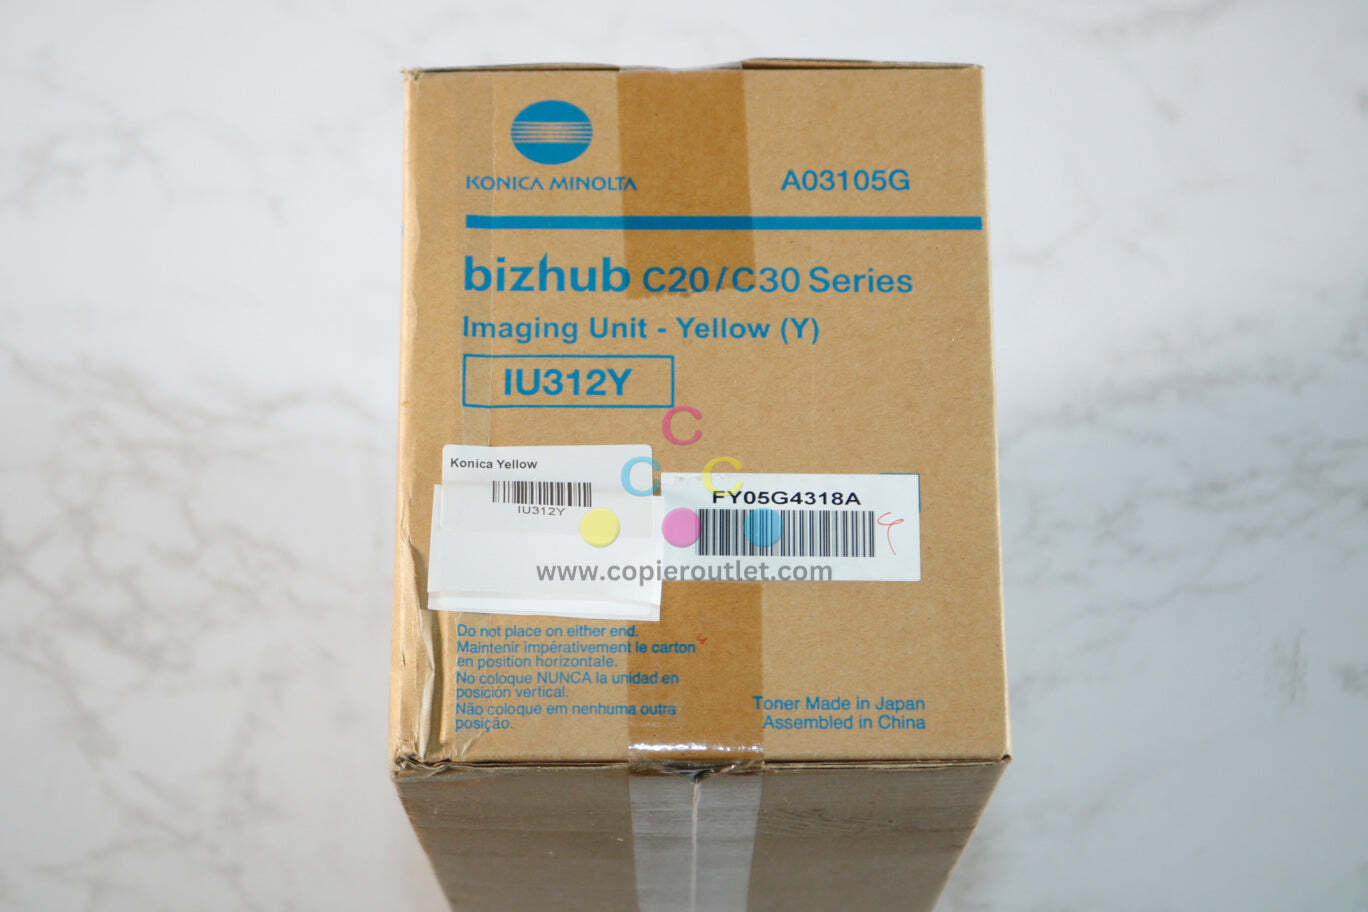 KONICA MINOLTA
A03105G
bizhub C20/C30 Series
Imaging Unit - Yellow (Y)
IU312Y
C
C C
Konica Yellow
IU312Y
FY05G4318A
www.copieroutlet.com
Do not place on either end.
Maintenir impérativement le carton
en position horizontale.
No coloque NUNCA la unidad en
posición vertical.
Não coloque em nenhuma outra
posição.
Toner Made in Japan
Assembled in China